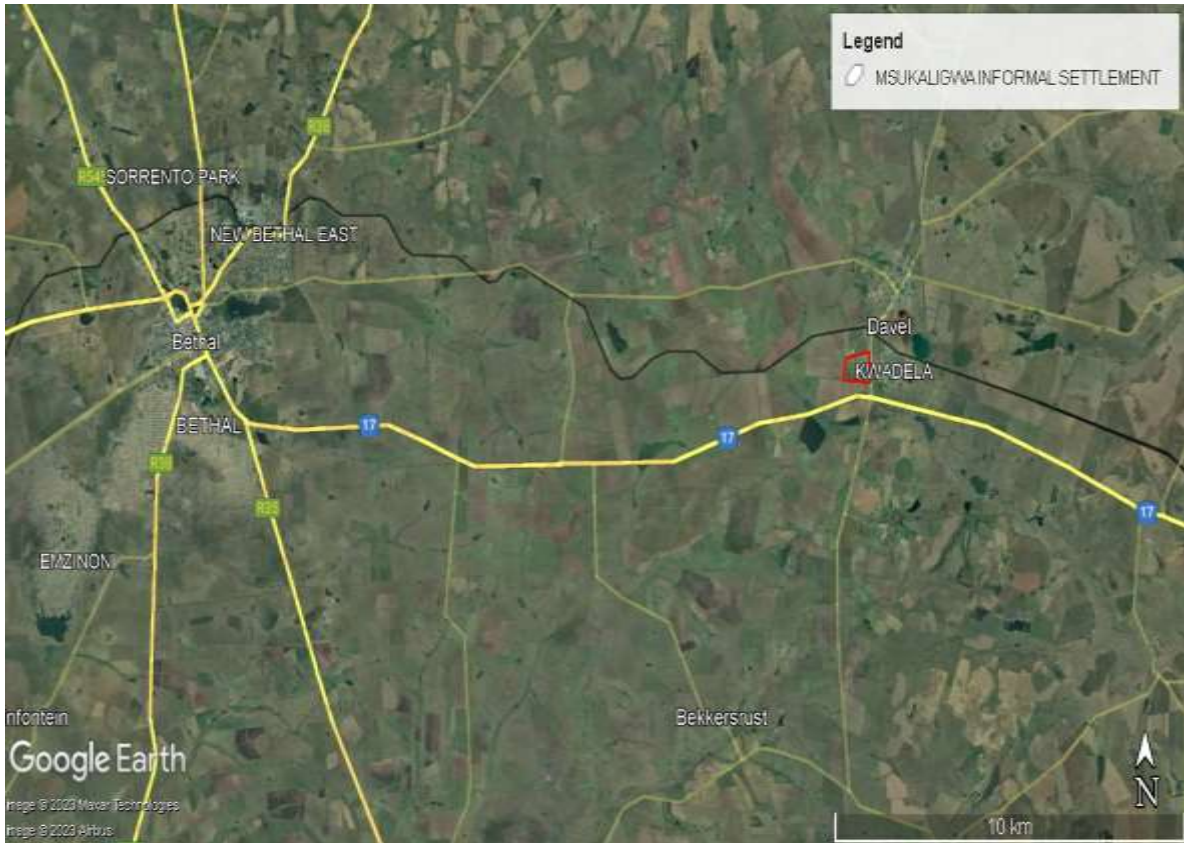 Legend
MSUKALIGWA INFORMAL SETTLEMENT
R38
R54
SORRENTO PARK
NEW BETHAL EAST
Davel
Bethal
KWADELA
BETHAL
17
17
R38
R35
17
EMZINONI
nfontein
Bekkersrust
Google Earth
N
Image © 2023 Maxar Technologies
Image © 2023 Airbus
10 km